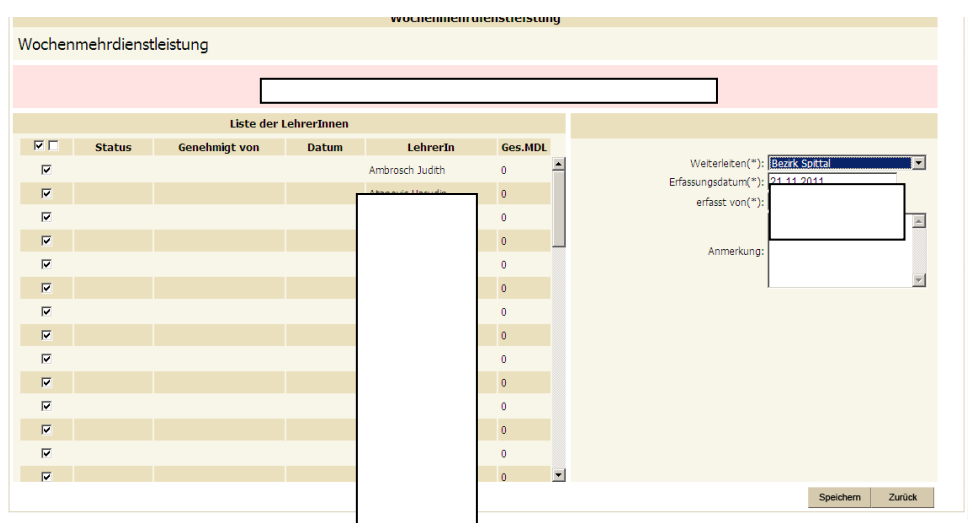 Wochenmehrdienstleistung
Wochenmehrdienstleistung
Liste der LehrerInnen
Status Genehmigt von Datum LehrerIn Ges.MDL
Ambrosch Judith 0
0
0
0
0
0
0
0
0
0
0
0
0
0
Weiterleiten(*): Bezirk Spittal
Erfassungsdatum(*): 21.11.2011
erfasst von(*):
Anmerkung:
Speichern Zurück